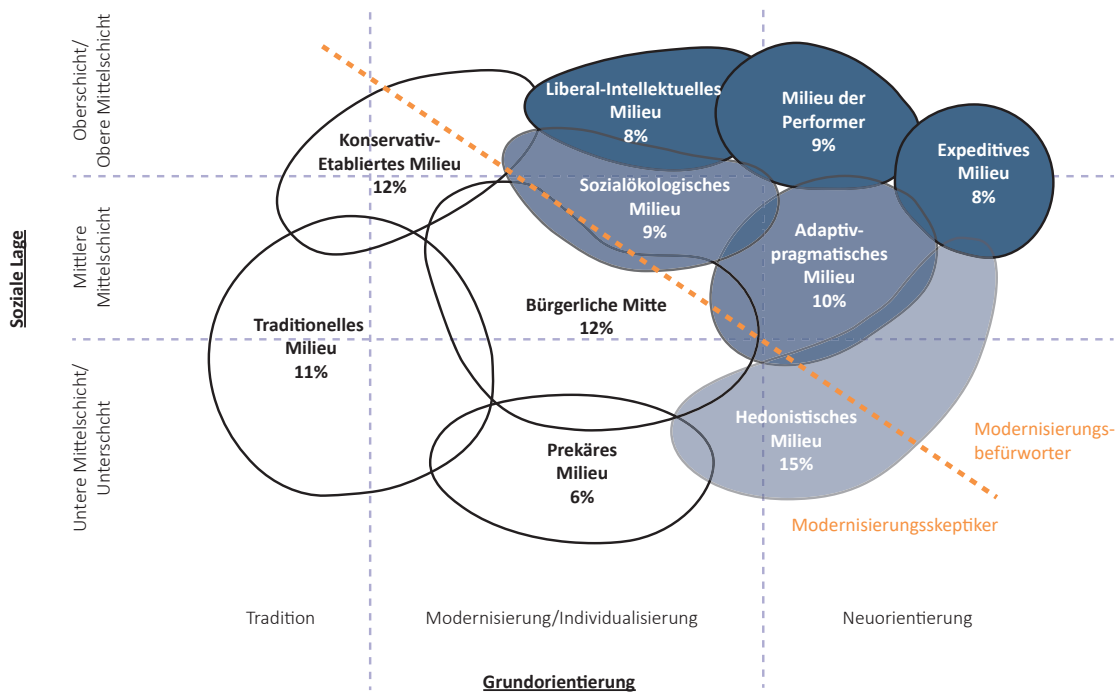 Soziale Lage
Oberschicht/
Obere Mittelschicht
Mittlere
Mittelschicht
Untere Mittelschicht/
Unterschcht
Konservativ-
Etabliertes Milieu
12%
Liberal-Intellektuelles
Milieu
8%
Milieu der
Performer
9%
Expeditives
Milieu
8%
Sozialökologisches
Milieu
9%
Adaptiv-
pragmatisches
Milieu
10%
Bürgerliche Mitte
12%
Traditionelles
Milieu
11%
Hedonistisches
Milieu
15%
Prekäres
Milieu
6%
Modernisierungs-
befürworter
Modernisierungsskeptiker
Tradition
Modernisierung/Individualisierung
Neuorientierung
Grundorientierung